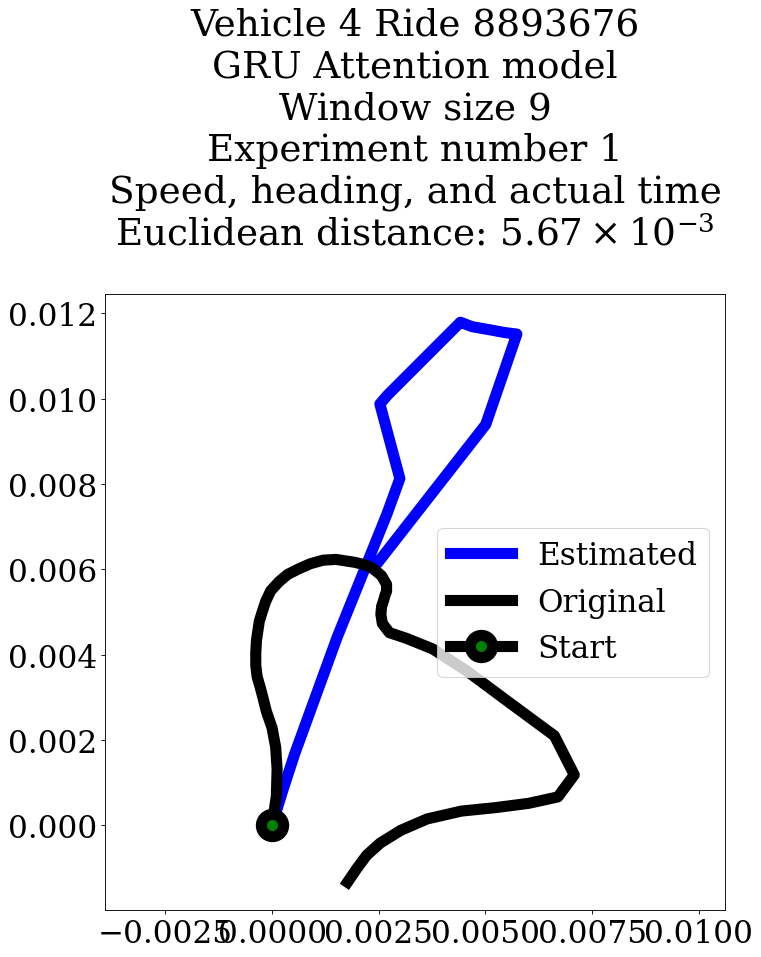 Vehicle 4 Ride 8893676
GRU Attention model
Window size 9
Experiment number 1
Speed, heading, and actual time
Euclidean distance: 5.67 × 10⁻³
0.012
0.010
0.008
0.006
0.004
0.002
0.000
Estimated
Original
Start
−0.0025 0.0000 0.0025 0.0050 0.0075 0.0100